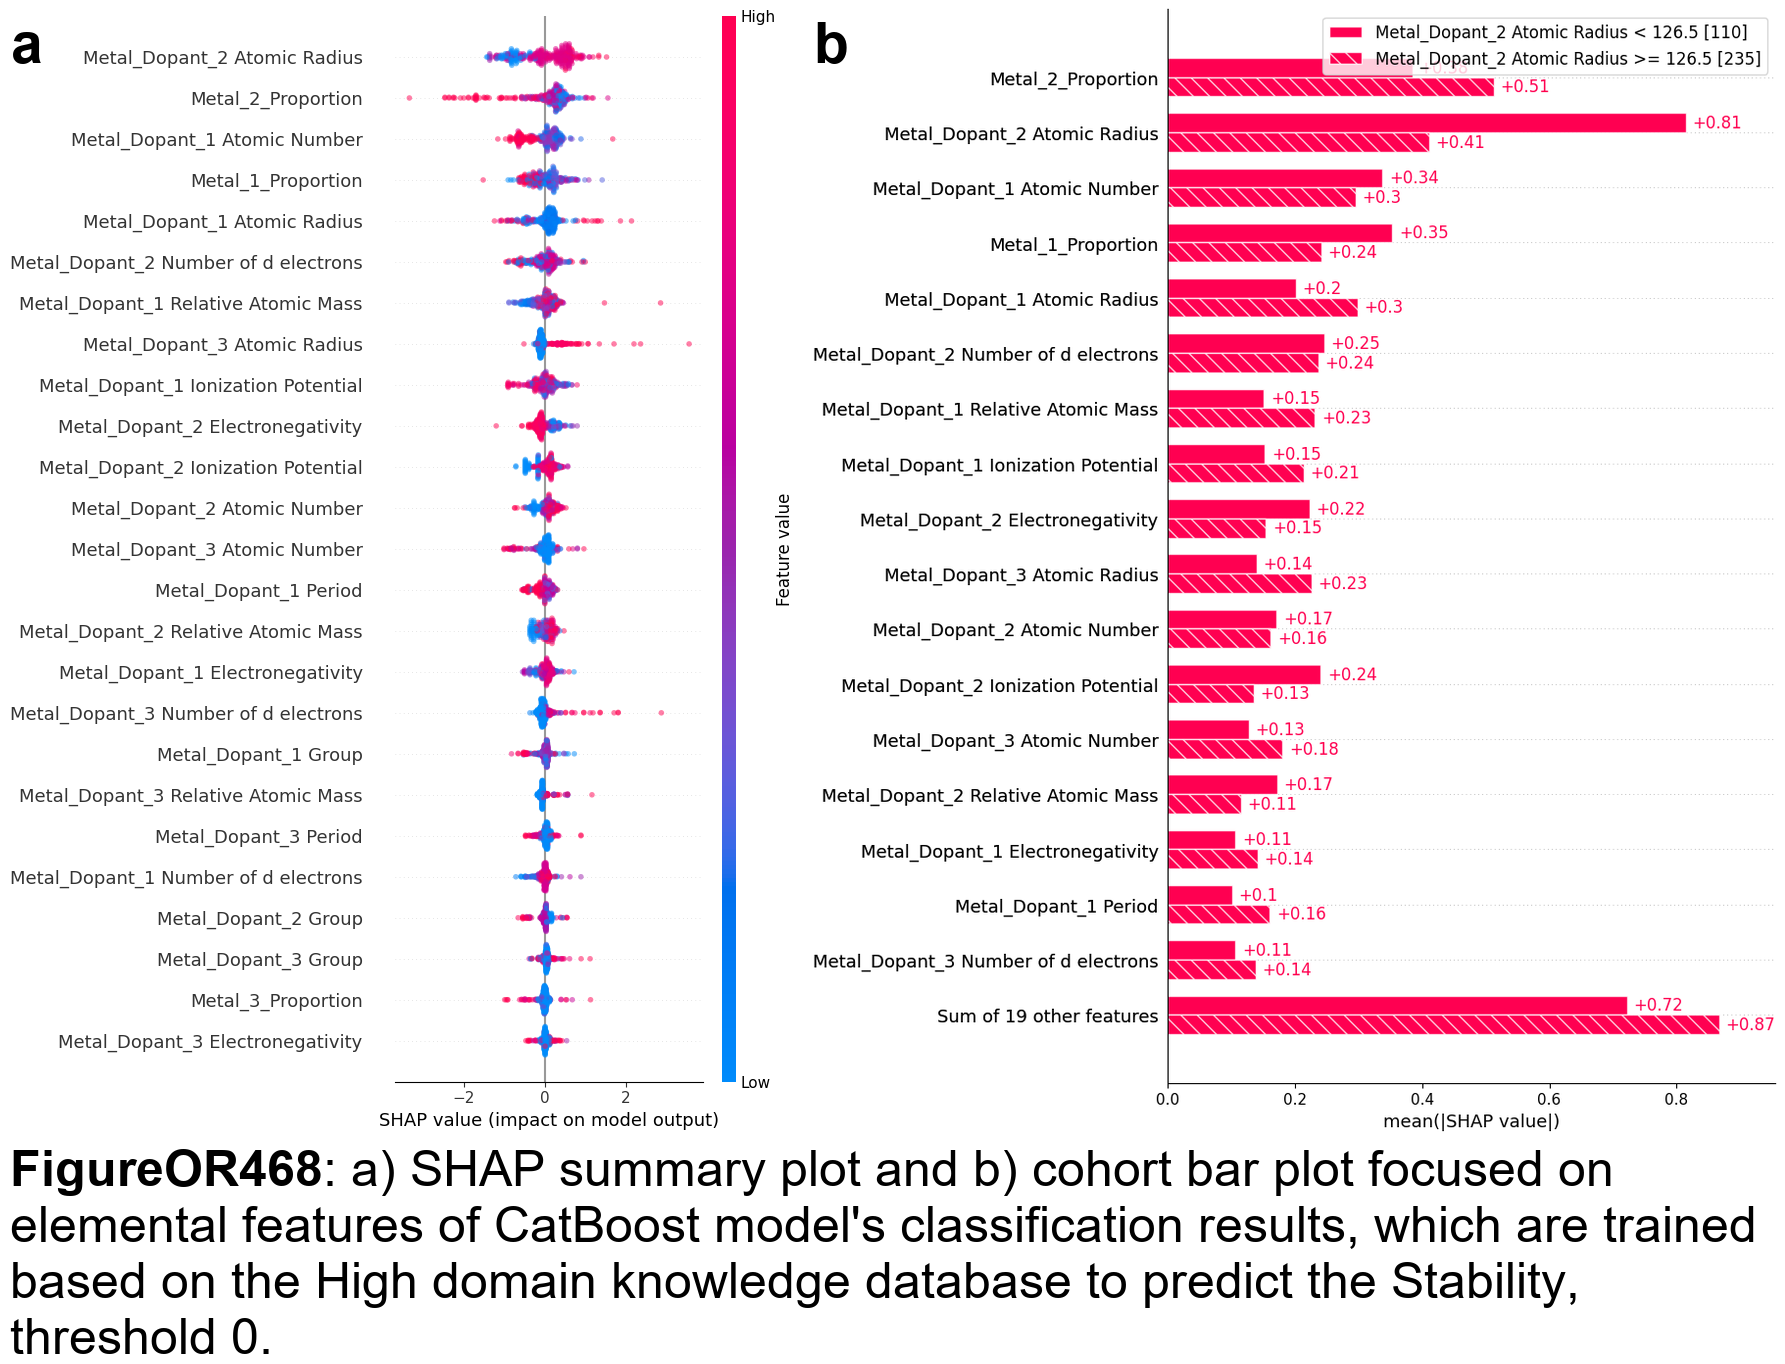 a
High
Metal_Dopant_2 Atomic Radius
Metal_2_Proportion
Metal_Dopant_1 Atomic Number
Metal_1_Proportion
Metal_Dopant_1 Atomic Radius
Metal_Dopant_2 Number of d electrons
Metal_Dopant_1 Relative Atomic Mass
Metal_Dopant_3 Atomic Radius
Metal_Dopant_1 Ionization Potential
Metal_Dopant_2 Electronegativity
Metal_Dopant_2 Ionization Potential
Metal_Dopant_2 Atomic Number
Metal_Dopant_3 Atomic Number
Metal_Dopant_1 Period
Metal_Dopant_2 Relative Atomic Mass
Metal_Dopant_1 Electronegativity
Metal_Dopant_3 Number of d electrons
Metal_Dopant_1 Group
Metal_Dopant_3 Relative Atomic Mass
Metal_Dopant_3 Period
Metal_Dopant_1 Number of d electrons
Metal_Dopant_2 Group
Metal_Dopant_3 Group
Metal_3_Proportion
Metal_Dopant_3 Electronegativity
Low
−2 0 2
SHAP value (impact on model output)
Feature value
b
Metal_Dopant_2 Atomic Radius < 126.5 [110]
Metal_Dopant_2 Atomic Radius >= 126.5 [235]
Metal_2_Proportion
+0.51
Metal_Dopant_2 Atomic Radius
+0.81
+0.41
Metal_Dopant_1 Atomic Number
+0.34
+0.3
Metal_1_Proportion
+0.35
+0.24
Metal_Dopant_1 Atomic Radius
+0.2
+0.3
Metal_Dopant_2 Number of d electrons
+0.25
+0.24
Metal_Dopant_1 Relative Atomic Mass
+0.15
+0.23
Metal_Dopant_1 Ionization Potential
+0.15
+0.21
Metal_Dopant_2 Electronegativity
+0.22
+0.15
Metal_Dopant_3 Atomic Radius
+0.14
+0.23
Metal_Dopant_2 Atomic Number
+0.17
+0.16
Metal_Dopant_2 Ionization Potential
+0.24
+0.13
Metal_Dopant_3 Atomic Number
+0.13
+0.18
Metal_Dopant_2 Relative Atomic Mass
+0.17
+0.11
Metal_Dopant_1 Electronegativity
+0.11
+0.14
Metal_Dopant_1 Period
+0.1
+0.16
Metal_Dopant_3 Number of d electrons
+0.11
+0.14
Sum of 19 other features
+0.72
+0.87
0.0 0.2 0.4 0.6 0.8
mean(|SHAP value|)
FigureOR468: a) SHAP summary plot and b) cohort bar plot focused on
elemental features of CatBoost model's classification results, which are trained
based on the High domain knowledge database to predict the Stability,
threshold 0.